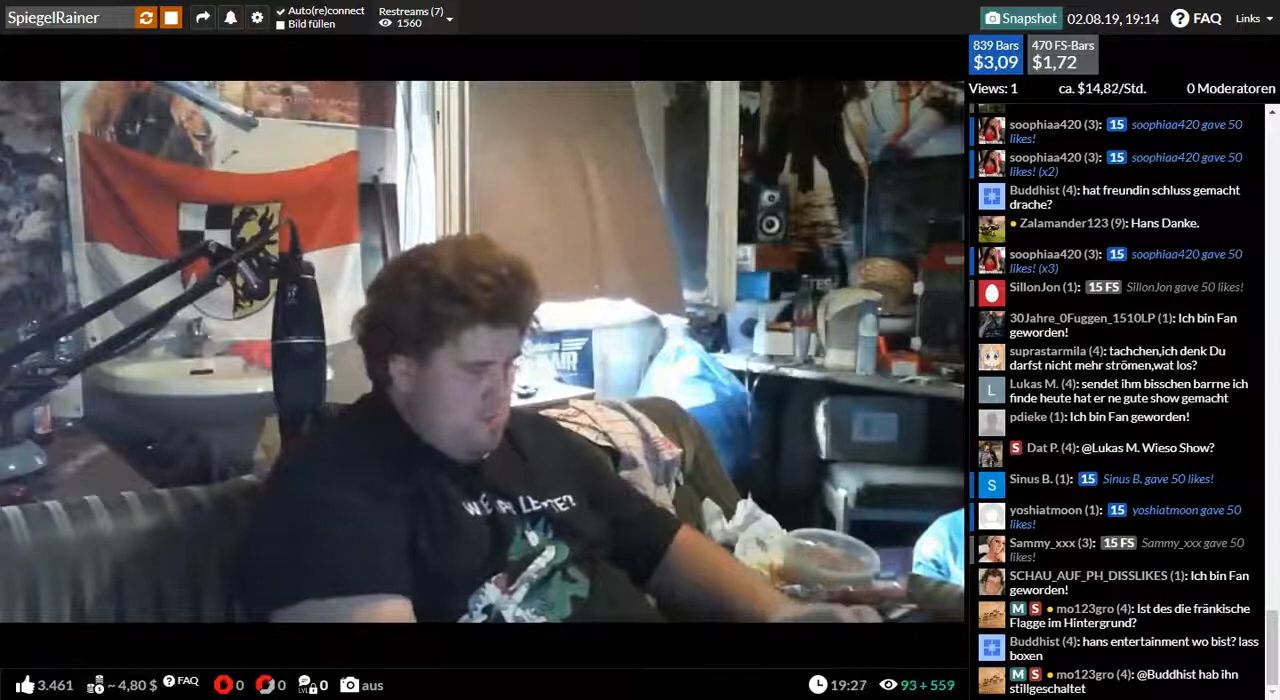 SpiegelRainer
Auto(re)connect
Bild füllen
Restreams (7)
1560
Snapshot
02.08.19, 19:14
FAQ
Links
839 Bars
$3,09
470 FS-Bars
$1,72
Views: 1
ca. $14,82/Std.
0 Moderatoren
soophiaa420 (3): 15 soophiaa420 gave 50
likes!
soophiaa420 (3): 15 soophiaa420 gave 50
likes! (x2)
Buddhist (4): hat freundin schluss gemacht
drache?
Zalamander123 (9): Hans Danke.
soophiaa420 (3): 15 soophiaa420 gave 50
likes! (x3)
SillonJon (1): 15 FS SillonJon gave 50 likes!
30Jahre_0Fuggen_1510LP (1): Ich bin Fan
geworden!
suprastarmila (4): tachchen,ich denk Du
darfst nicht mehr strömen,wat los?
L Lukas M. (4): sendet ihm bisschen barrne ich
finde heute hat er ne gute show gemacht
pdieke (1): Ich bin Fan geworden!
S Dat P. (4): @Lukas M. Wieso Show?
S Sinus B. (1): 15 Sinus B. gave 50 likes!
yoshiatmoon (1): 15 yoshiatmoon gave 50
likes!
Sammy_xxx (3): 15 FS Sammy_xxx gave 50
likes!
SCHAU_AUF_PH_DISSLIKES (1): Ich bin Fan
geworden!
M S mo123gro (4): Ist des die fränkische
Flagge im Hintergrund?
Buddhist (4): hans entertainment wo bist? lass
boxen
M S mo123gro (4): @Buddhist hab ihn
stillgeschaltet
3.461
~ 4,80 $
FAQ
0
0
LVL
0
aus
19:27
93 + 559